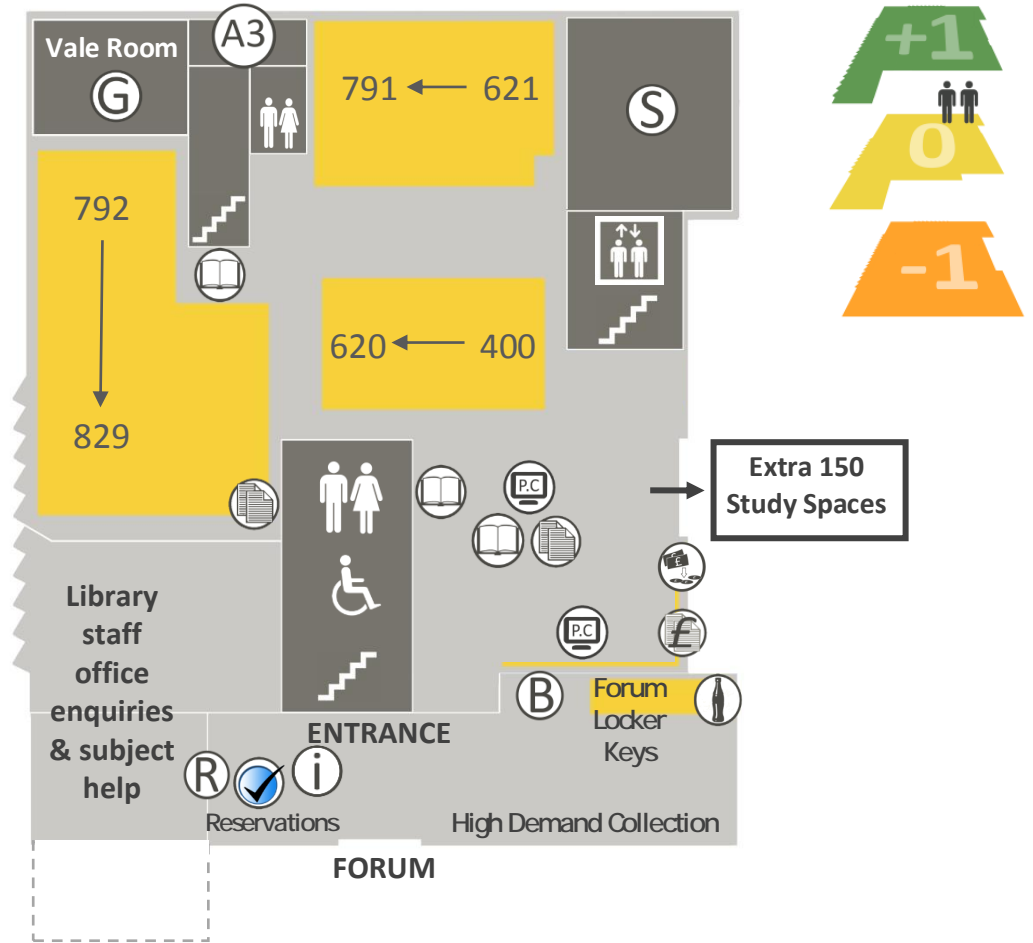 Vale Room
G
A3
791 621
S
+1
0
-1
792
829
620 400
P.C
Extra 150
Study Spaces
£
P.C
£
Library
staff
office
enquiries
& subject
help
B
Forum
Locker
Keys
ENTRANCE
R
i
Reservations
High Demand Collection
FORUM